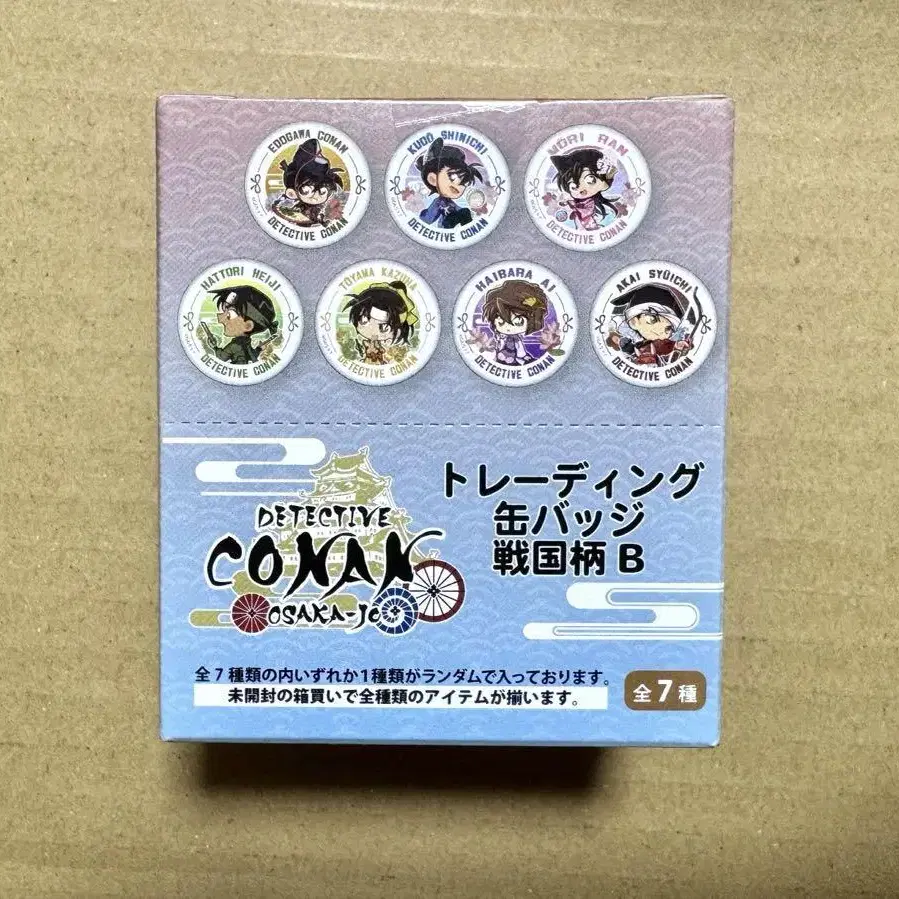 EDOGAWA CONAN
DETECTIVE CONAN
KUDO SHINICHI
DETECTIVE CONAN
MORI RAN
DETECTIVE CONAN
HATTORI HEIJI
DETECTIVE CONAN
TOYAMA KAZUHA
DETECTIVE CONAN
HAIBARA AI
DETECTIVE CONAN
AKAI SYŪICHI
DETECTIVE CONAN
DETECTIVE
CONAN
OSAKA-JO
トレーディング
缶バッジ
戦国柄 B
全7種類の内いずれか1種類がランダムで入っております。
未開封の箱買いで全種類のアイテムが揃います。
全7種